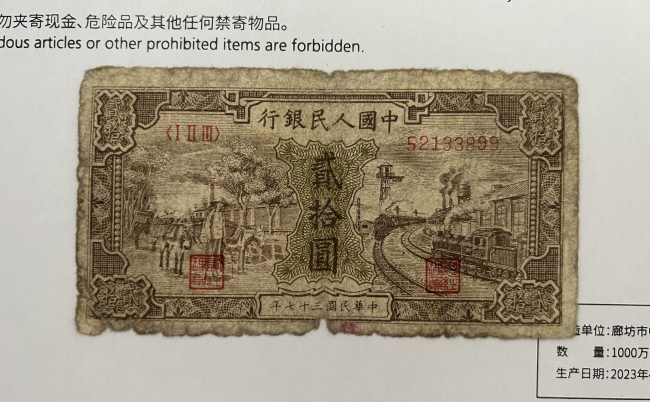 勿夹寄现金、危险品及其他任何禁寄物品。
dous articles or other prohibited items are forbidden.
行銀民人國中
〈I II III〉
52133899
貳拾圓
年七十三國民華中
单位:廊坊市
数 量:1000万
生产日期:2023年